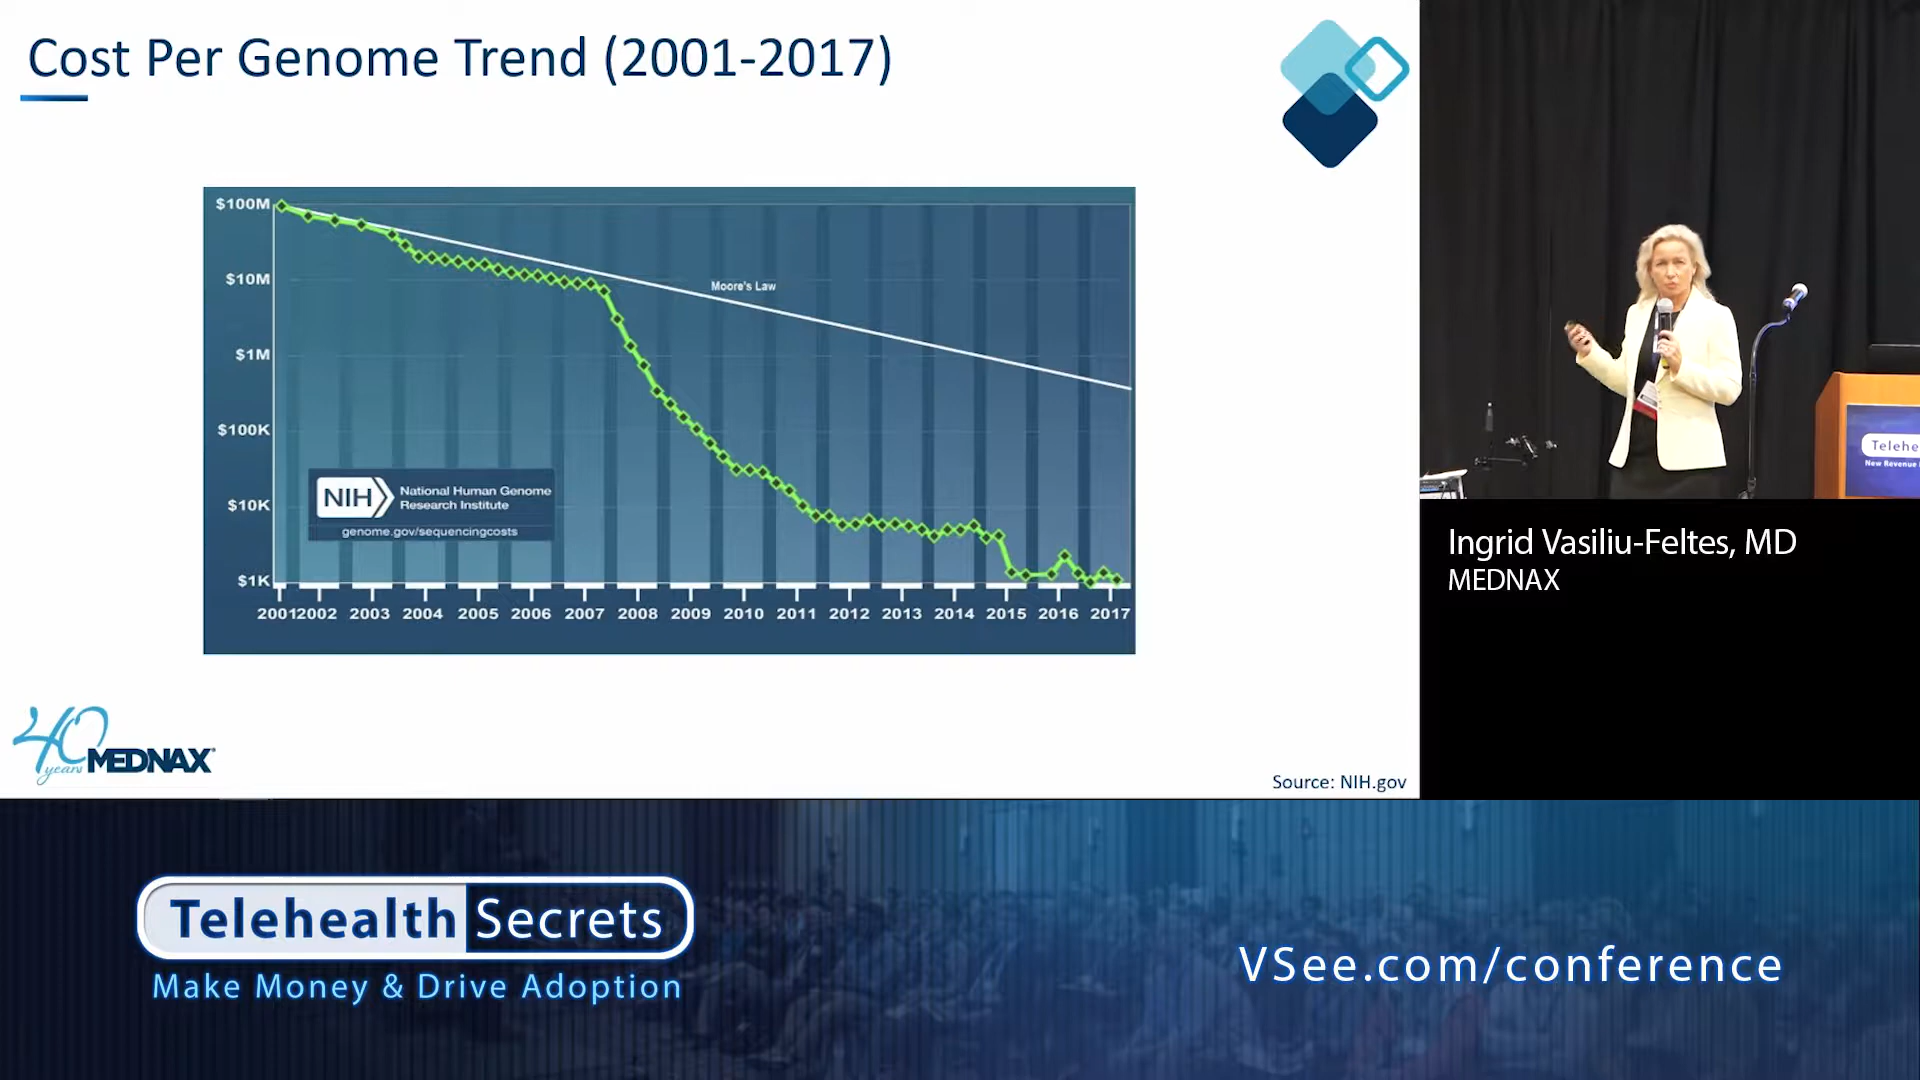 Cost Per Genome Trend (2001-2017)
$100M
$10M
$1M
$100K
$10K
$1K
Moore's Law
NIH
National Human Genome
Research Institute
genome.gov/sequencingcosts
2001 2002 2003 2004 2005 2006 2007 2008 2009 2010 2011 2012 2013 2014 2015 2016 2017
40
years
MEDNAX
Source: NIH.gov
Telehe
New Revenue
Ingrid Vasiliu-Feltes, MD
MEDNAX
Telehealth Secrets
Make Money & Drive Adoption
VSee.com/conference